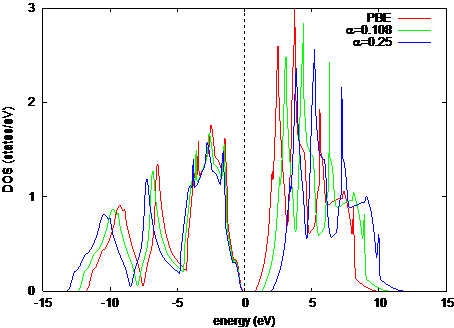 3
PBE
α=0.108
α=0.25
2
DOS (states/eV)
1
0
-15
-10
-5
0
5
10
15
energy (eV)